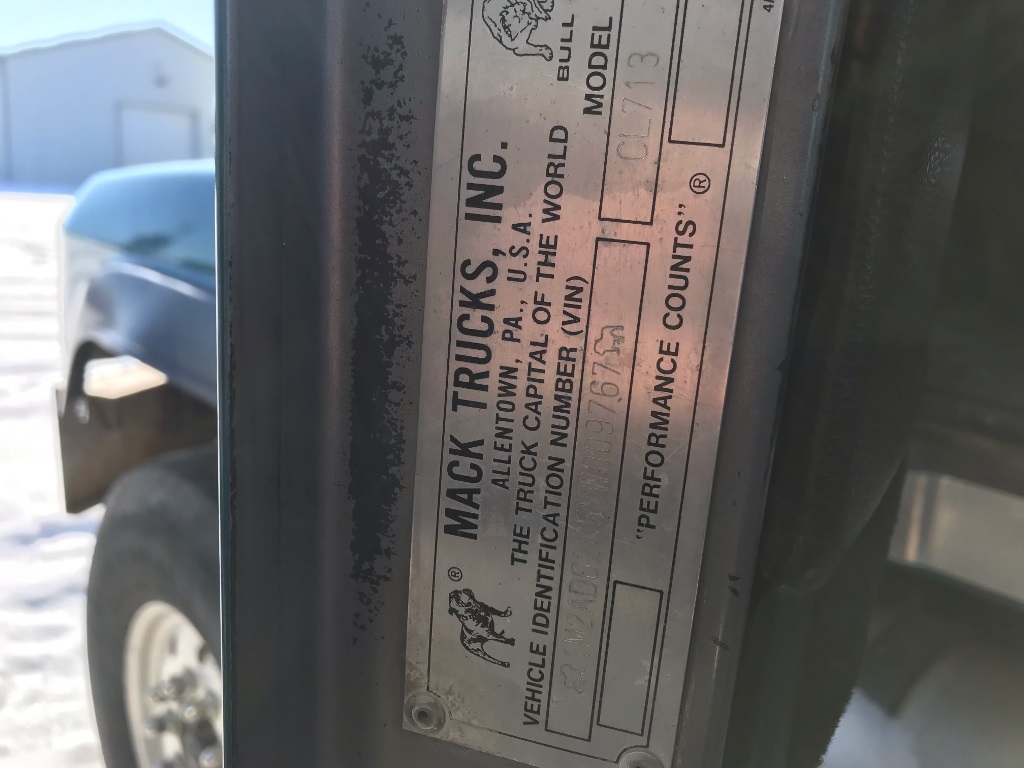 ® MACK TRUCKS, INC.
ALLENTOWN, PA., U.S.A.
THE TRUCK CAPITAL OF THE WORLD BULL
VEHICLE IDENTIFICATION NUMBER (VIN) MODEL
CL713
"PERFORMANCE COUNTS" ®